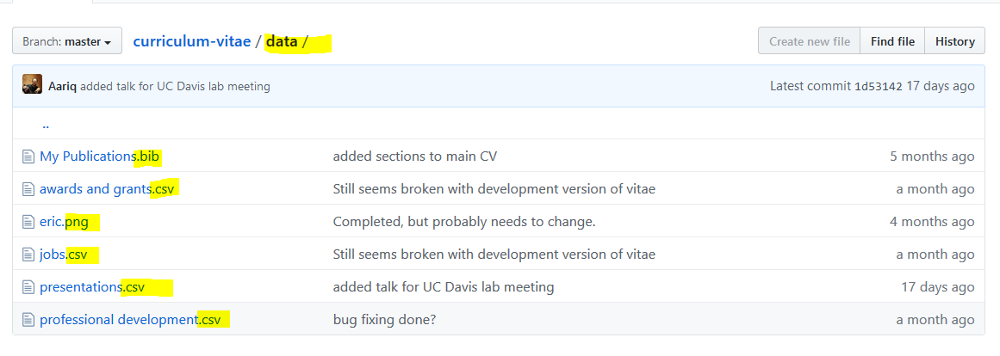 Branch: master curriculum-vitae / data / Create new file Find file History
Aariq added talk for UC Davis lab meeting Latest commit 1d53142 17 days ago
..
My Publications.bib added sections to main CV 5 months ago
awards and grants.csv Still seems broken with development version of vitae a month ago
eric.png Completed, but probably needs to change. 4 months ago
jobs.csv Still seems broken with development version of vitae a month ago
presentations.csv added talk for UC Davis lab meeting 17 days ago
professional development.csv bug fixing done? a month ago